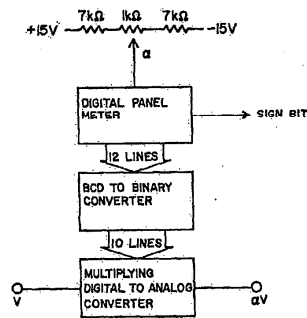 7kΩ 1kΩ 7kΩ
+15V -15V
α
DIGITAL PANEL
METER
SIGN BIT
12 LINES
BCD TO BINARY
CONVERTER
10 LINES
MULTIPLYING
DIGITAL TO ANALOG
CONVERTER
V αV